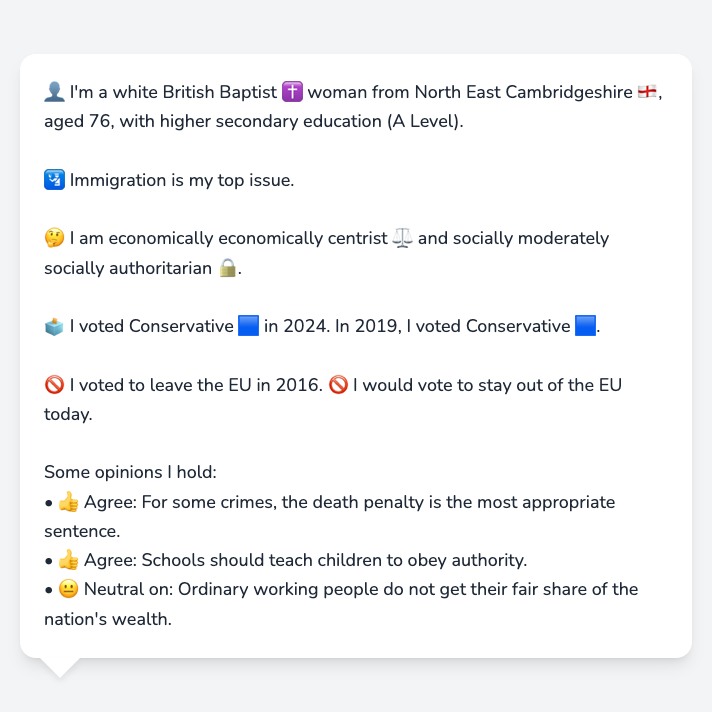 👤 I'm a white British Baptist ✝️ woman from North East Cambridgeshire 🏴󠁧󠁢󠁥󠁮󠁧󠁿,
aged 76, with higher secondary education (A Level).
🛂 Immigration is my top issue.
🤔 I am economically economically centrist ⚖️ and socially moderately
socially authoritarian 🔒.
🗳️ I voted Conservative 🟦 in 2024. In 2019, I voted Conservative 🟦.
🚫 I voted to leave the EU in 2016. 🚫 I would vote to stay out of the EU
today.
Some opinions I hold:
• 👍 Agree: For some crimes, the death penalty is the most appropriate
sentence.
• 👍 Agree: Schools should teach children to obey authority.
• 😐 Neutral on: Ordinary working people do not get their fair share of the
nation's wealth.